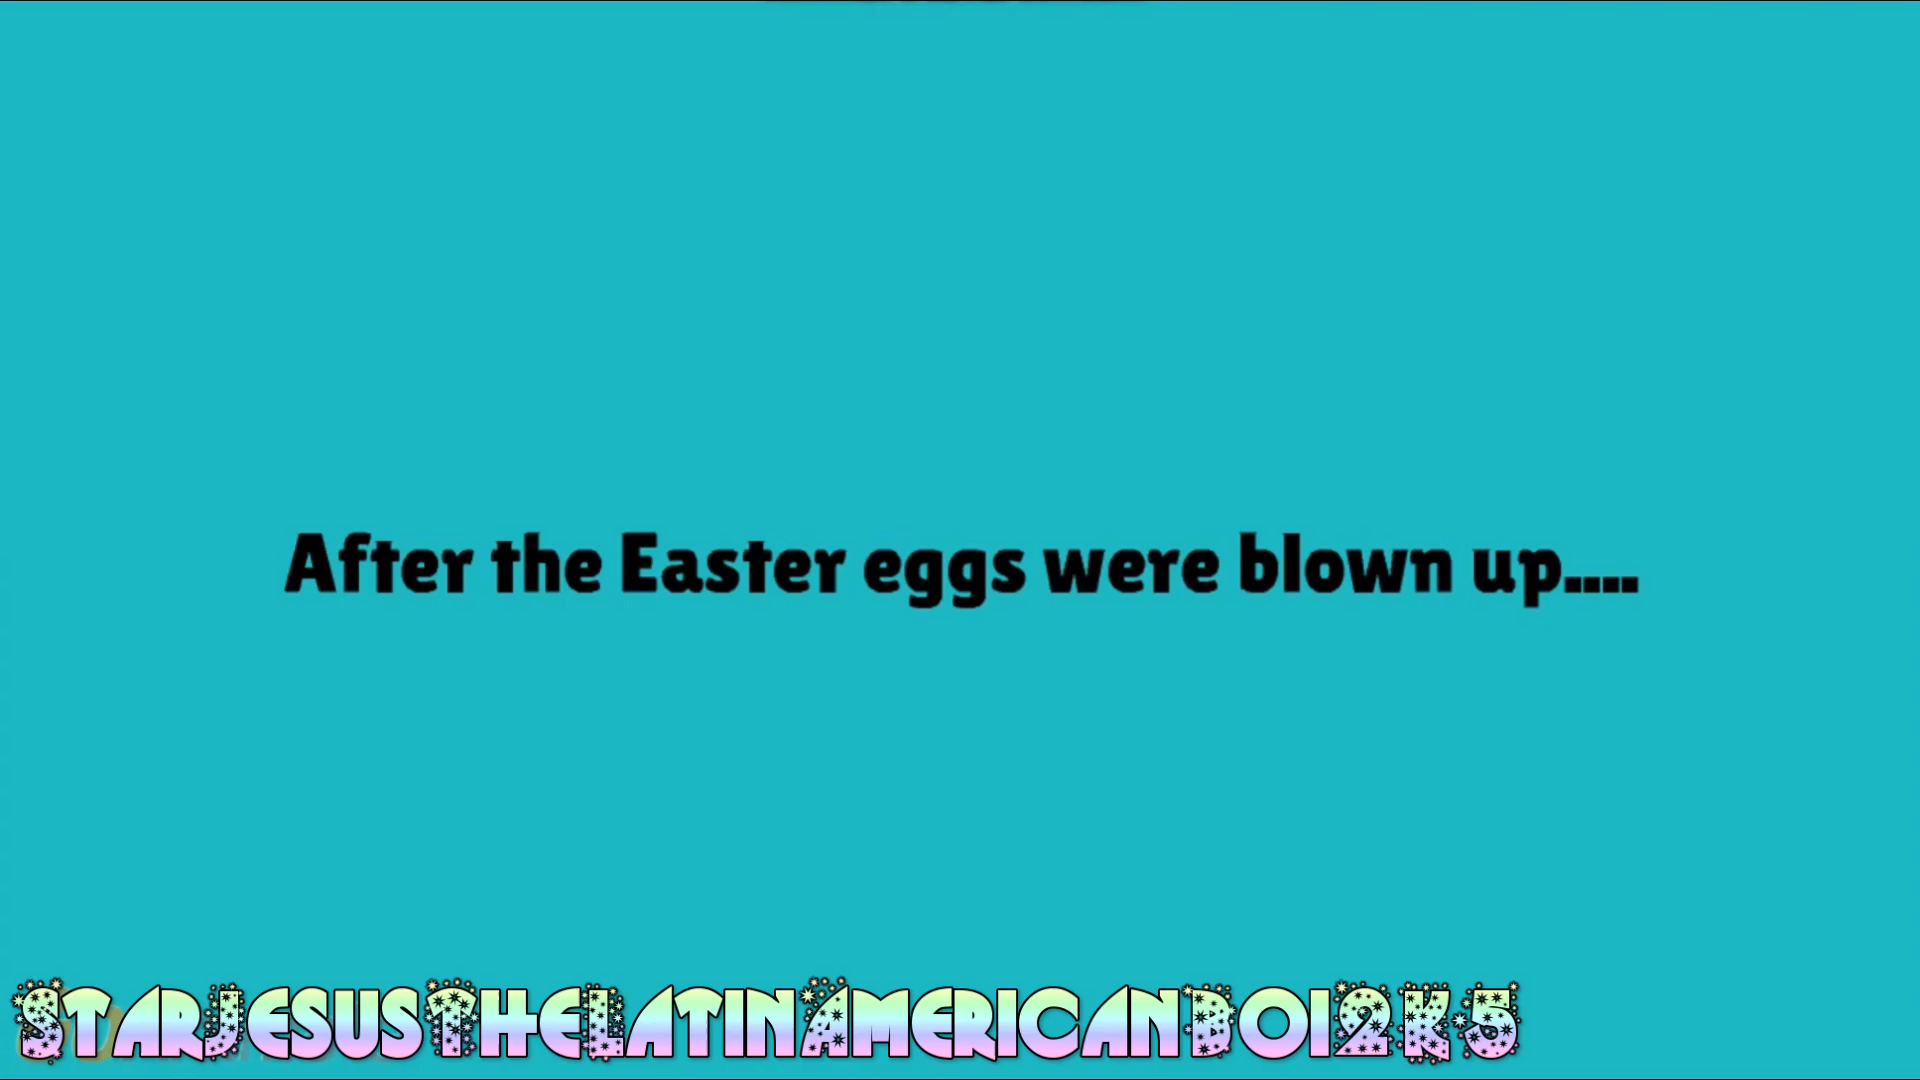 After the Easter eggs were blown up....
StarJesusTheLatinAmericanBoi2K5